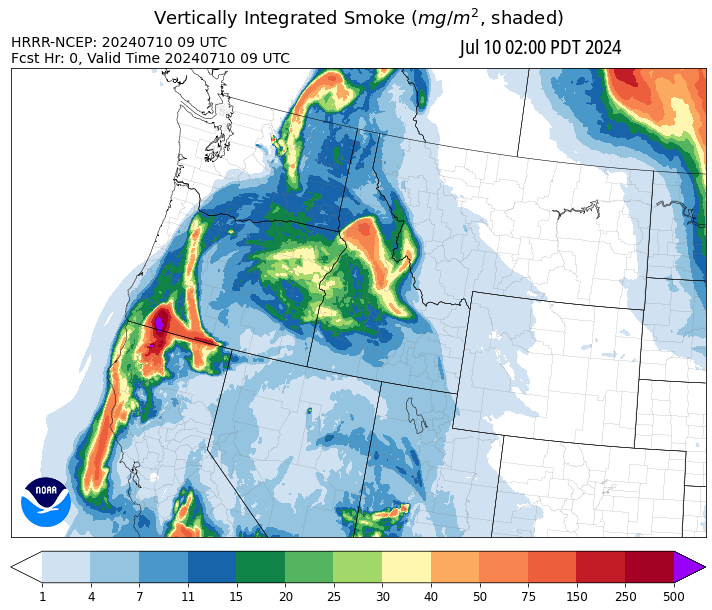 Vertically Integrated Smoke (mg/m², shaded)
HRRR-NCEP: 20240710 09 UTC
Jul 10 02:00 PDT 2024
Fcst Hr: 0, Valid Time 20240710 09 UTC
NOAA
1 4 7 11 15 20 25 30 40 50 75 150 250 500